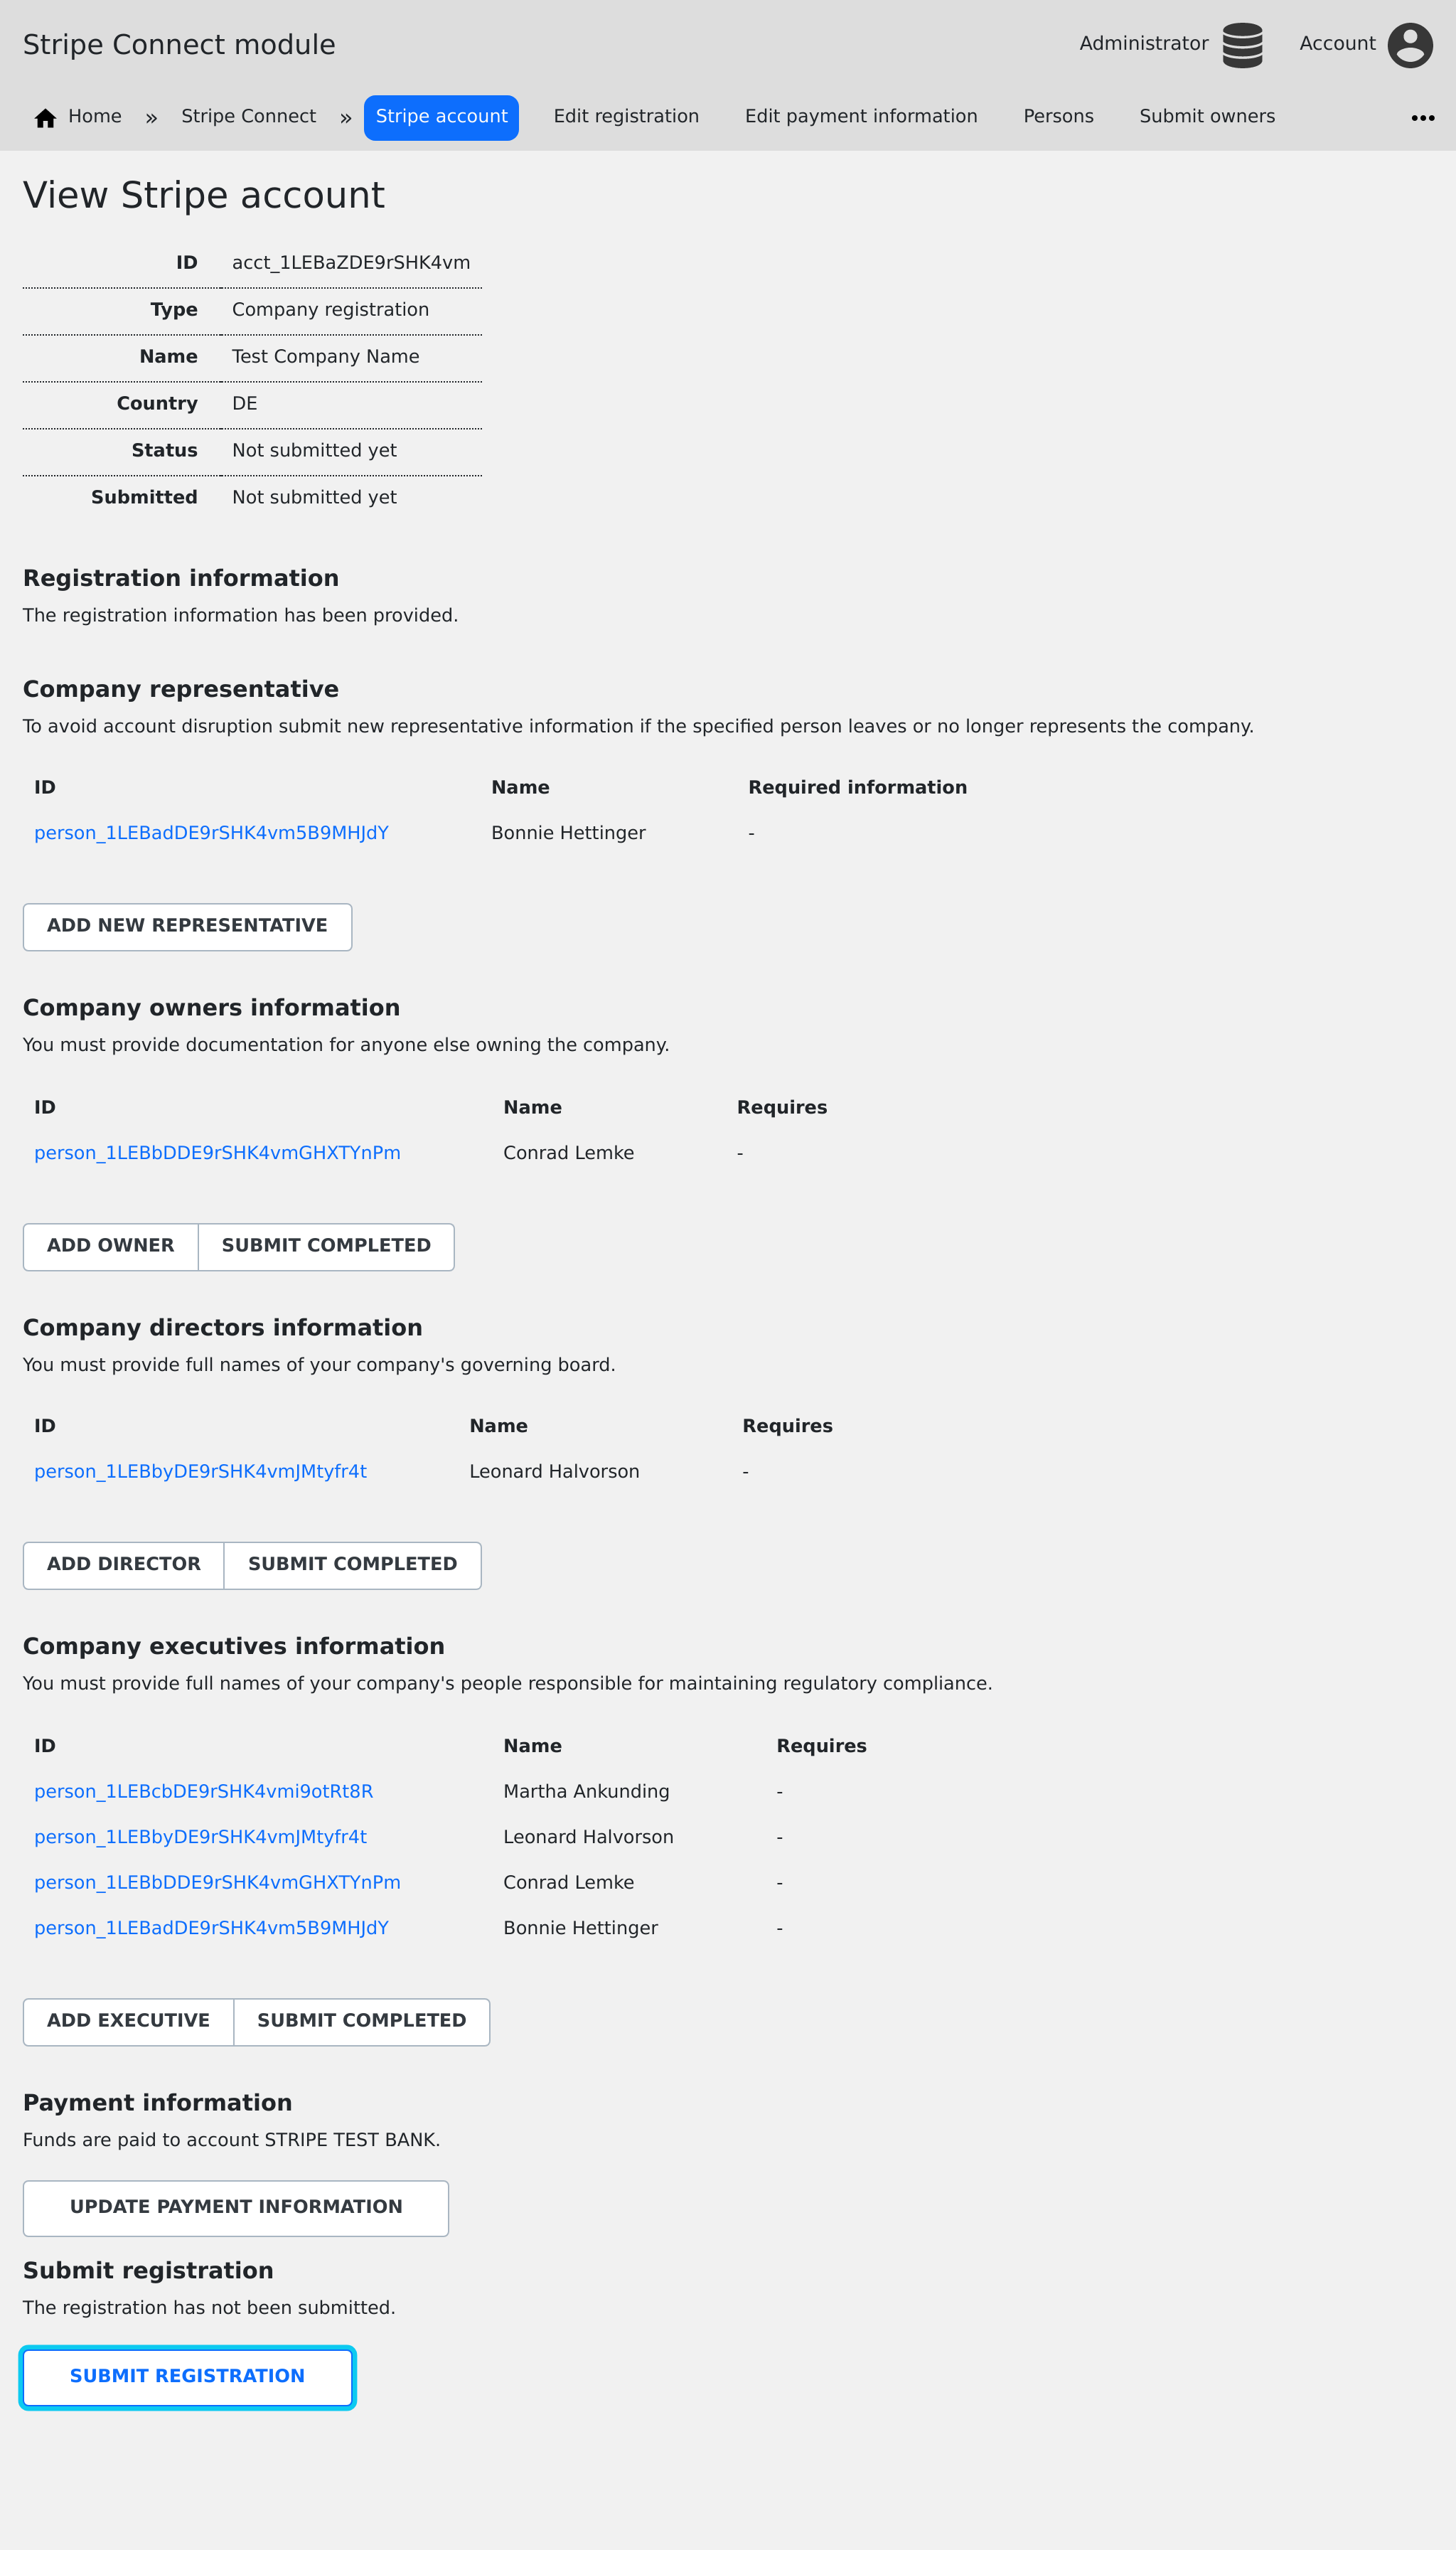 Stripe Connect module
Administrator
Account
Home » Stripe Connect » Stripe account Edit registration Edit payment information Persons Submit owners •••
View Stripe account
ID acct_1LEBaZDE9rSHK4vm
Type Company registration
Name Test Company Name
Country DE
Status Not submitted yet
Submitted Not submitted yet
Registration information
The registration information has been provided.
Company representative
To avoid account disruption submit new representative information if the specified person leaves or no longer represents the company.
ID Name Required information
person_1LEBadDE9rSHK4vm5B9MHJdY Bonnie Hettinger -
ADD NEW REPRESENTATIVE
Company owners information
You must provide documentation for anyone else owning the company.
ID Name Requires
person_1LEBbDDE9rSHK4vmGHXTYnPm Conrad Lemke -
ADD OWNER SUBMIT COMPLETED
Company directors information
You must provide full names of your company's governing board.
ID Name Requires
person_1LEBbyDE9rSHK4vmJMtyfr4t Leonard Halvorson -
ADD DIRECTOR SUBMIT COMPLETED
Company executives information
You must provide full names of your company's people responsible for maintaining regulatory compliance.
ID Name Requires
person_1LEBcbDE9rSHK4vmi9otRt8R Martha Ankunding -
person_1LEBbyDE9rSHK4vmJMtyfr4t Leonard Halvorson -
person_1LEBbDDE9rSHK4vmGHXTYnPm Conrad Lemke -
person_1LEBadDE9rSHK4vm5B9MHJdY Bonnie Hettinger -
ADD EXECUTIVE SUBMIT COMPLETED
Payment information
Funds are paid to account STRIPE TEST BANK.
UPDATE PAYMENT INFORMATION
Submit registration
The registration has not been submitted.
SUBMIT REGISTRATION